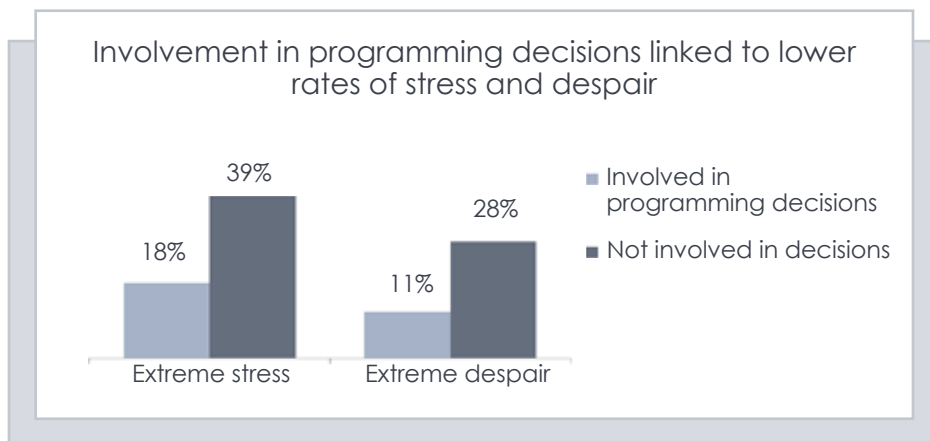 Involvement in programming decisions linked to lower
rates of stress and despair
39%
18%
28%
11%
Involved in
programming decisions
Not involved in decisions
Extreme stress
Extreme despair